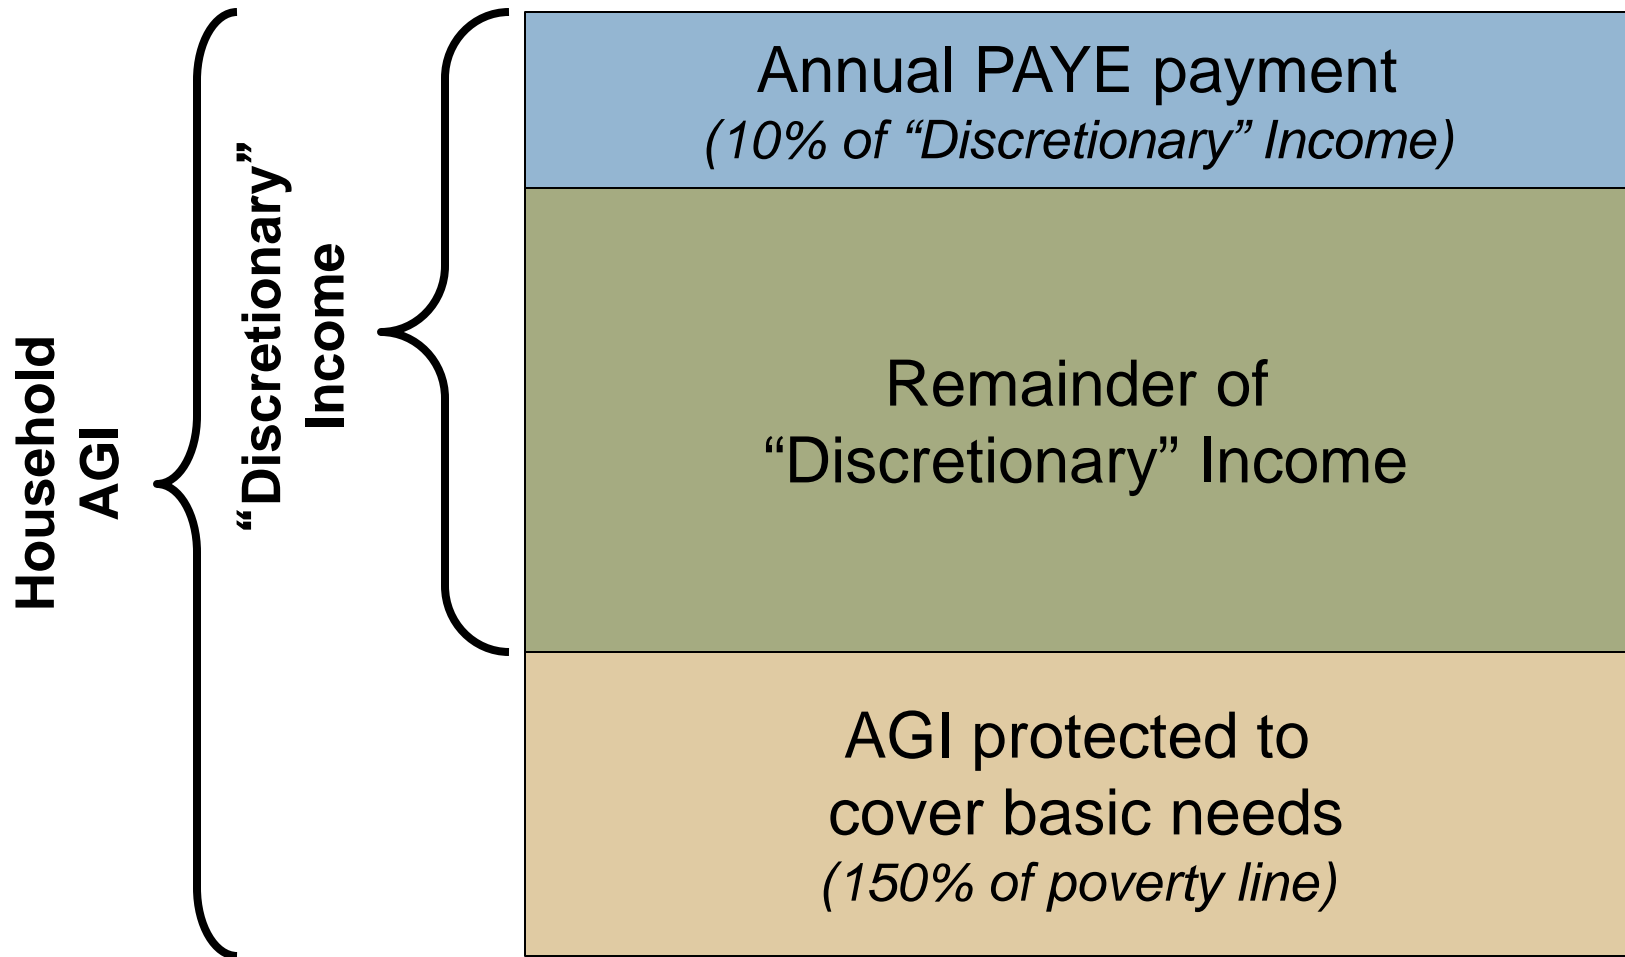 Household
AGI
“Discretionary”
Income
Annual PAYE payment
(10% of “Discretionary” Income)
Remainder of
“Discretionary” Income
AGI protected to
cover basic needs
(150% of poverty line)